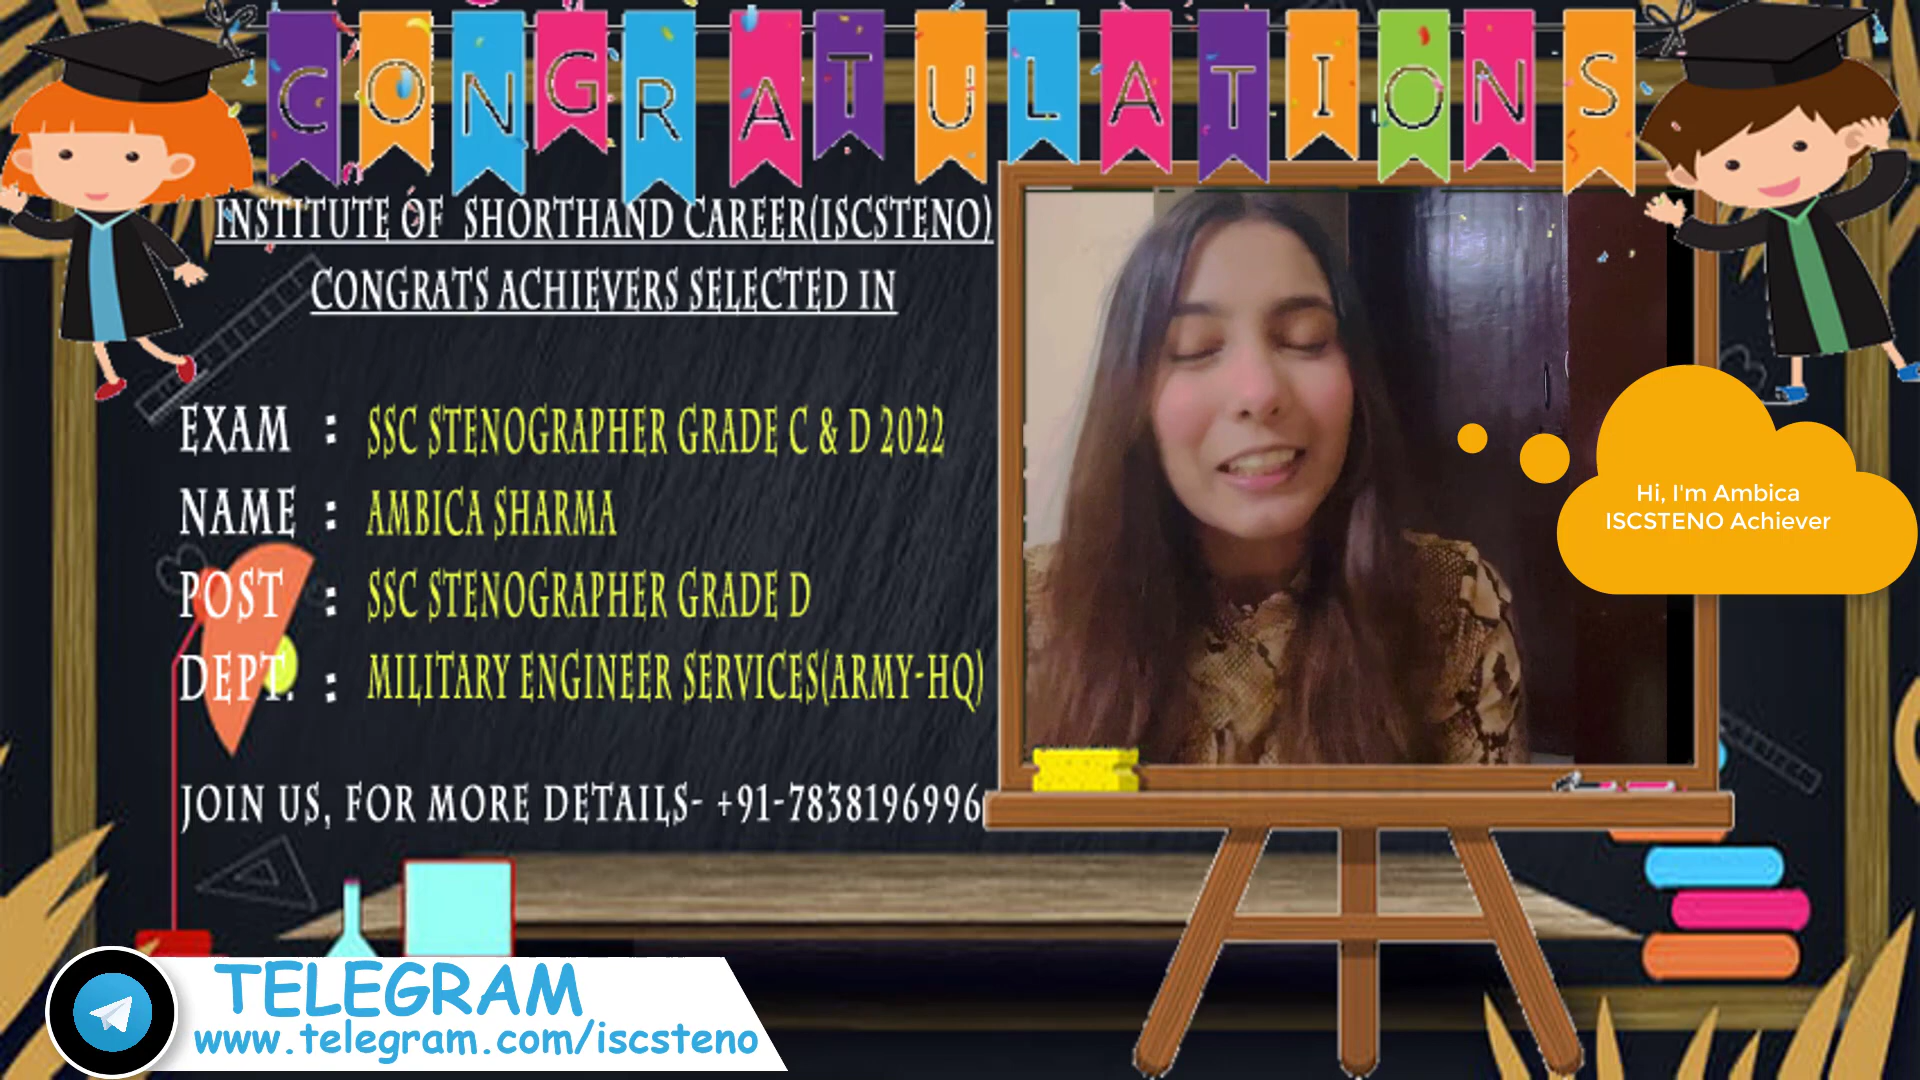 CONGRATULATIONS
INSTITUTE OF SHORTHAND CAREER(ISCSTENO)
CONGRATS ACHIEVERS SELECTED IN
EXAM : SSC STENOGRAPHER GRADE C & D 2022
NAME : AMBICA SHARMA
POST : SSC STENOGRAPHER GRADE D
DEPT. : MILITARY ENGINEER SERVICES(ARMY-HQ)
JOIN US, FOR MORE DETAILS- +91-7838196996
Hi, I'm Ambica
ISCSTENO Achiever
TELEGRAM
www.telegram.com/iscsteno